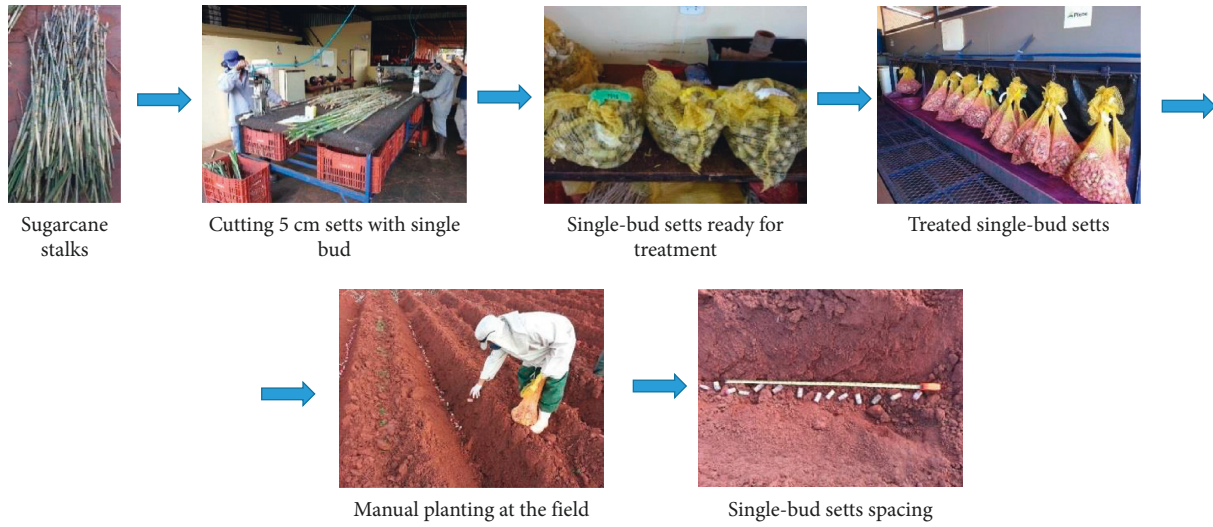 Sugarcane
stalks
Cutting 5 cm setts with single
bud
Single-bud setts ready for
treatment
Treated single-bud setts
Manual planting at the field
Single-bud setts spacing